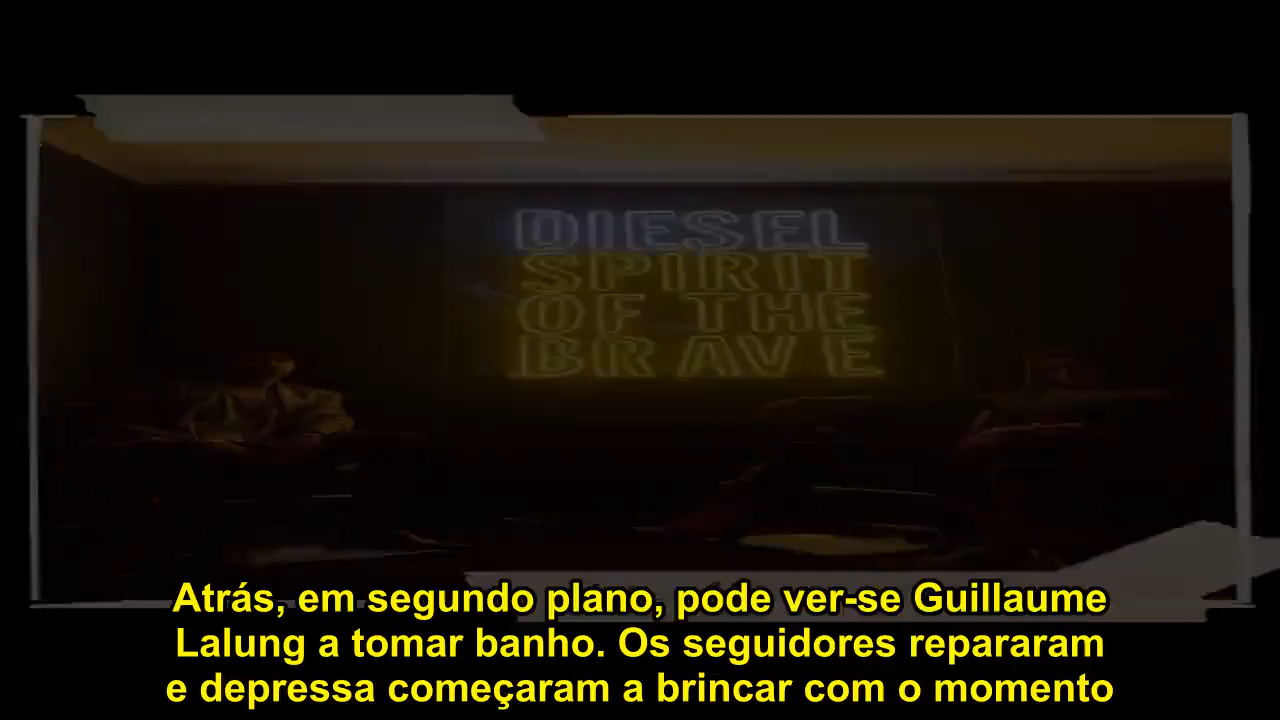 DIESEL
SPIRIT
OF THE
BRAVE
Atrás, em segundo plano, pode ver-se Guillaume
Lalung a tomar banho. Os seguidores repararam
e depressa começaram a brincar com o momento